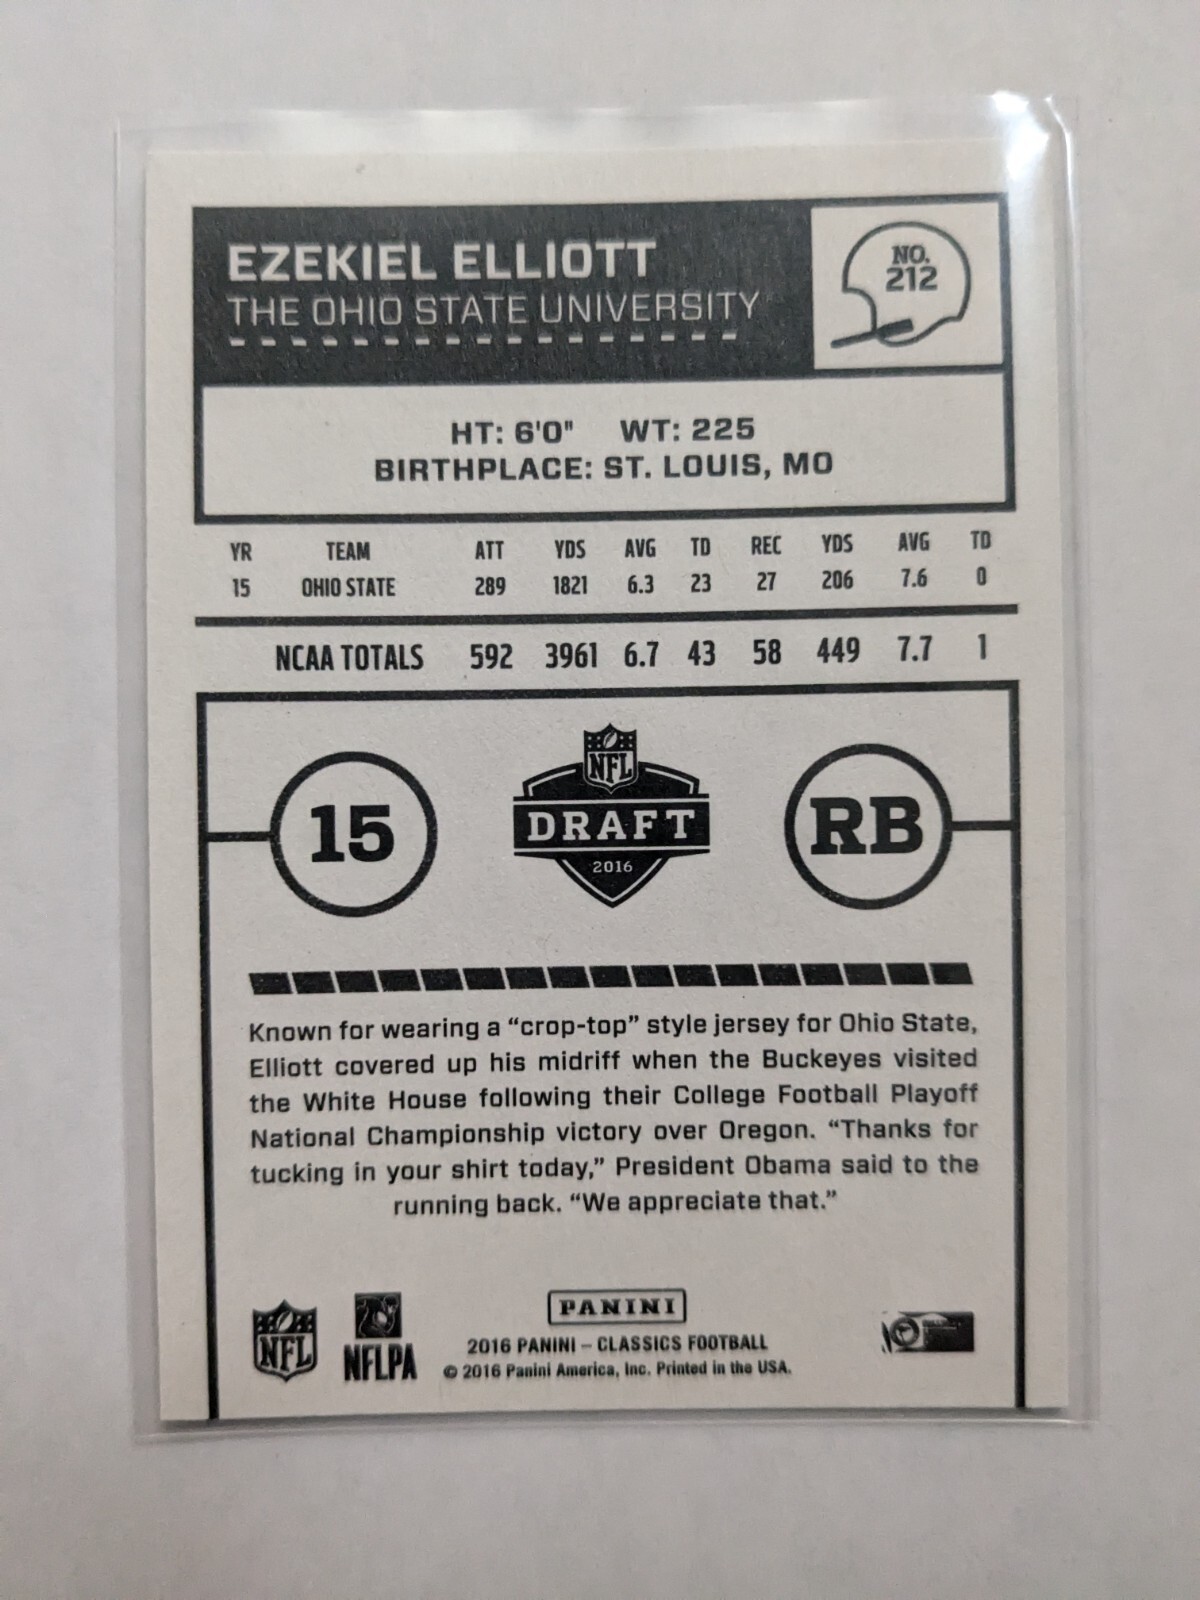 EZEKIEL ELLIOTT
THE OHIO STATE UNIVERSITY
NO.
212
HT: 6'0" WT: 225
BIRTHPLACE: ST. LOUIS, MO
YR TEAM ATT YDS AVG TD REC YDS AVG TD
15 OHIO STATE 289 1821 6.3 23 27 206 7.6 0
NCAA TOTALS 592 3961 6.7 43 58 449 7.7 1
15
NFL
DRAFT
2016
RB
Known for wearing a “crop-top” style jersey for Ohio State,
Elliott covered up his midriff when the Buckeyes visited
the White House following their College Football Playoff
National Championship victory over Oregon. “Thanks for
tucking in your shirt today,” President Obama said to the
running back. “We appreciate that.”
NFL
NFLPA
PANINI
2016 PANINI – CLASSICS FOOTBALL
© 2016 Panini America, Inc. Printed in the USA.